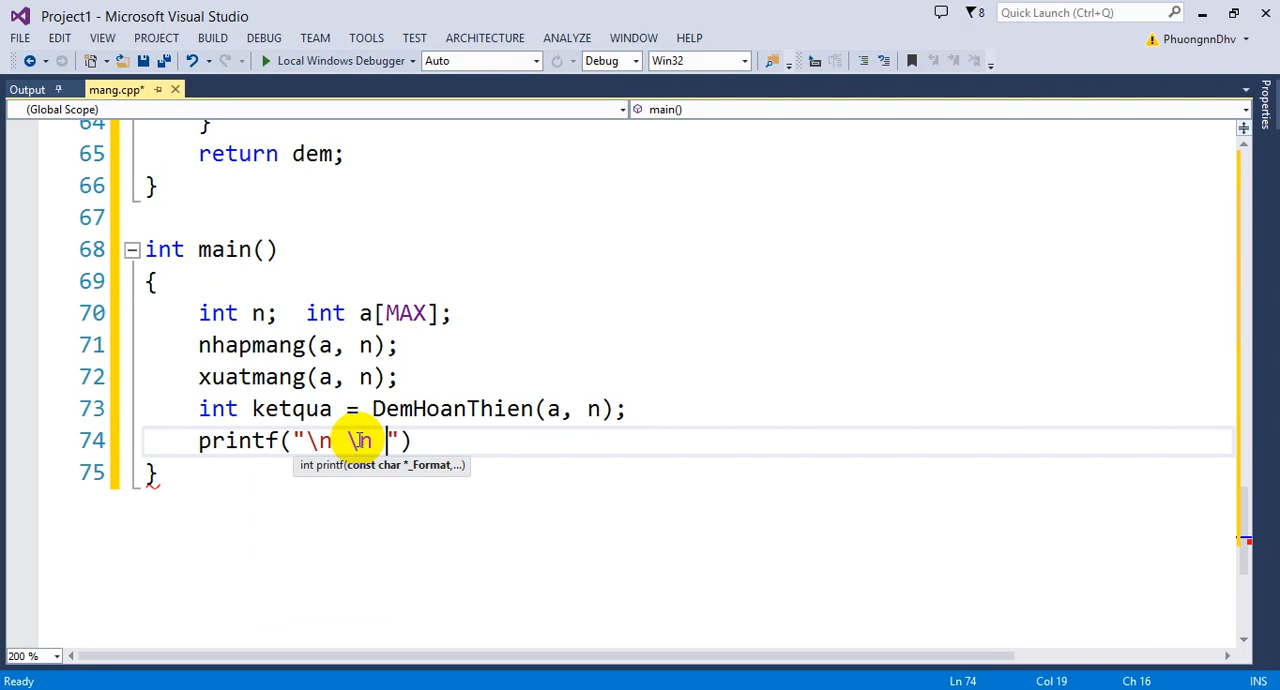 Project1 - Microsoft Visual Studio
8
Quick Launch (Ctrl+Q)
FILE EDIT VIEW PROJECT BUILD DEBUG TEAM TOOLS TEST ARCHITECTURE ANALYZE WINDOW HELP
PhuongnnDhv
Local Windows Debugger Auto Debug Win32
Output mang.cpp*
(Global Scope) main()
Properties
64 }
65 return dem;
66 }
67
68 int main()
69 {
70 int n; int a[MAX];
71 nhapmang(a, n);
72 xuatmang(a, n);
73 int ketqua = DemHoanThien(a, n);
74 printf("\n \n ")
int printf(const char *_Format,...)
75 }
200 %
Ready Ln 74 Col 19 Ch 16 INS